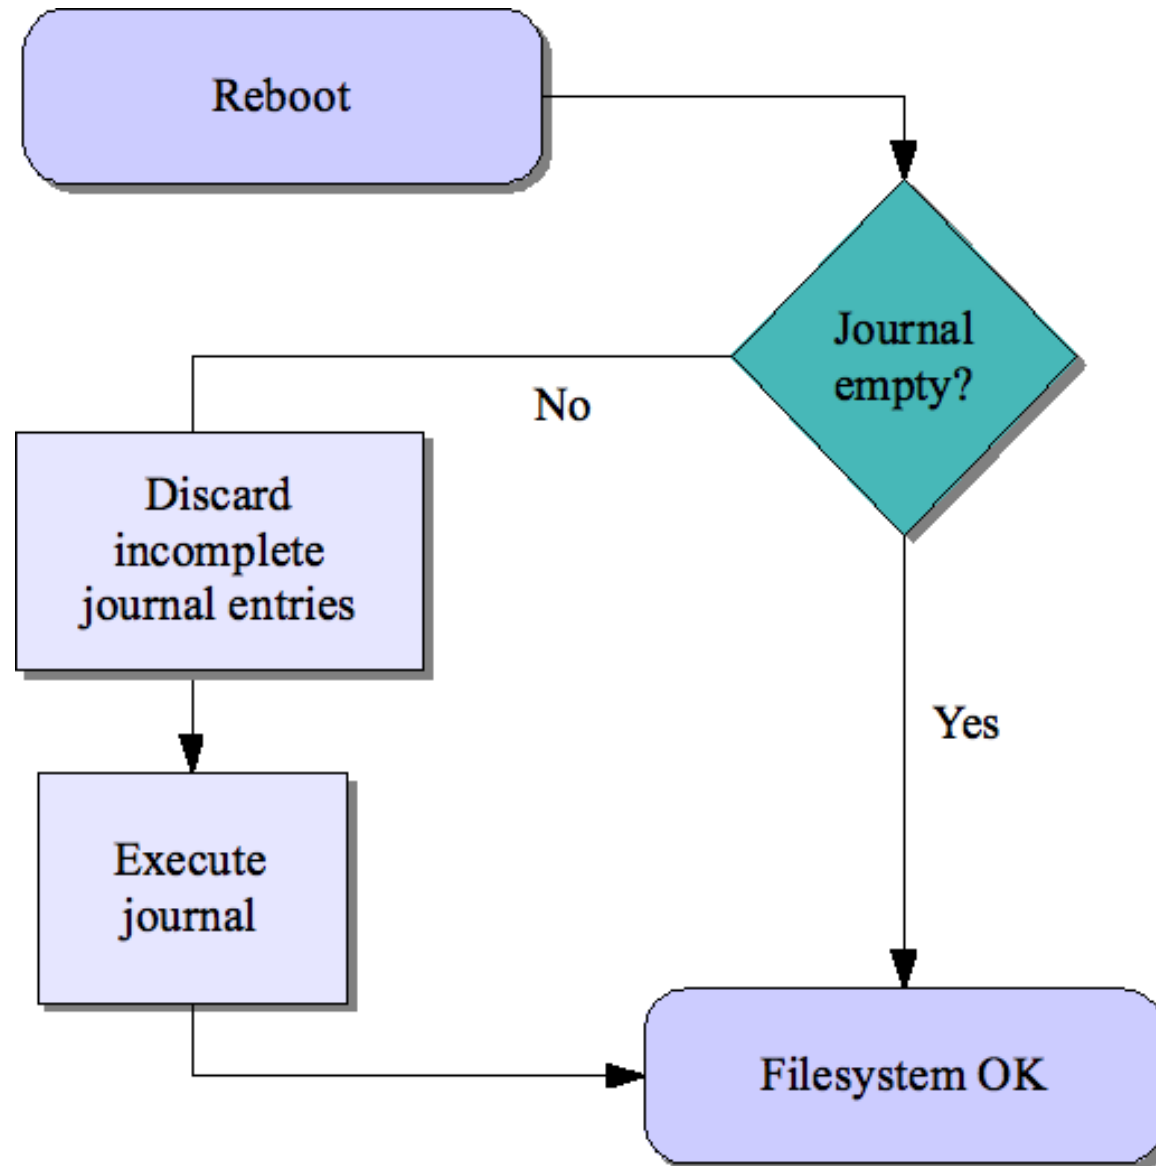 Reboot
Journal
empty?
No
Discard
incomplete
journal entries
Yes
Execute
journal
Filesystem OK